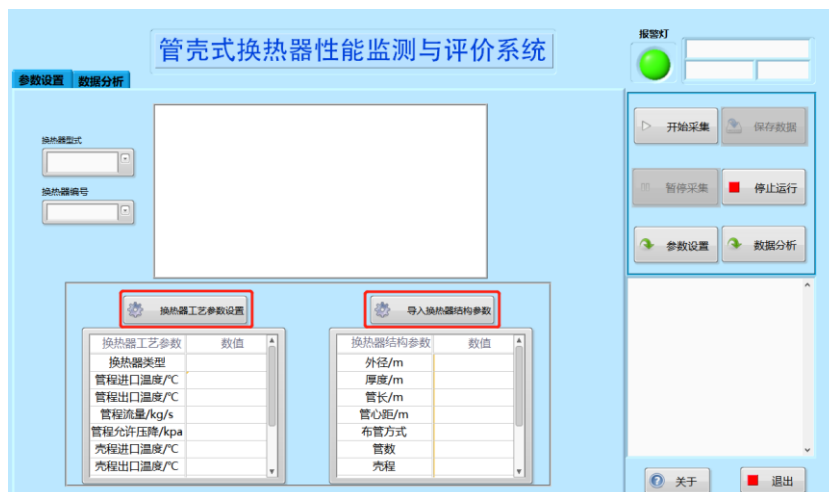 管壳式换热器性能监测与评价系统
报警灯
参数设置 数据分析
换热器型式
换热器编号
开始采集 保存数据
暂停采集 停止运行
参数设置 数据分析
换热器工艺参数设置 导入换热器结构参数
换热器工艺参数 数值 换热器结构参数 数值
换热器类型 外径/m
管程进口温度/℃ 厚度/m
管程出口温度/℃ 管长/m
管程流量/kg/s 管心距/m
管程允许压降/kpa 布管方式
壳程进口温度/℃ 管数
壳程出口温度/℃ 壳程
关于 退出